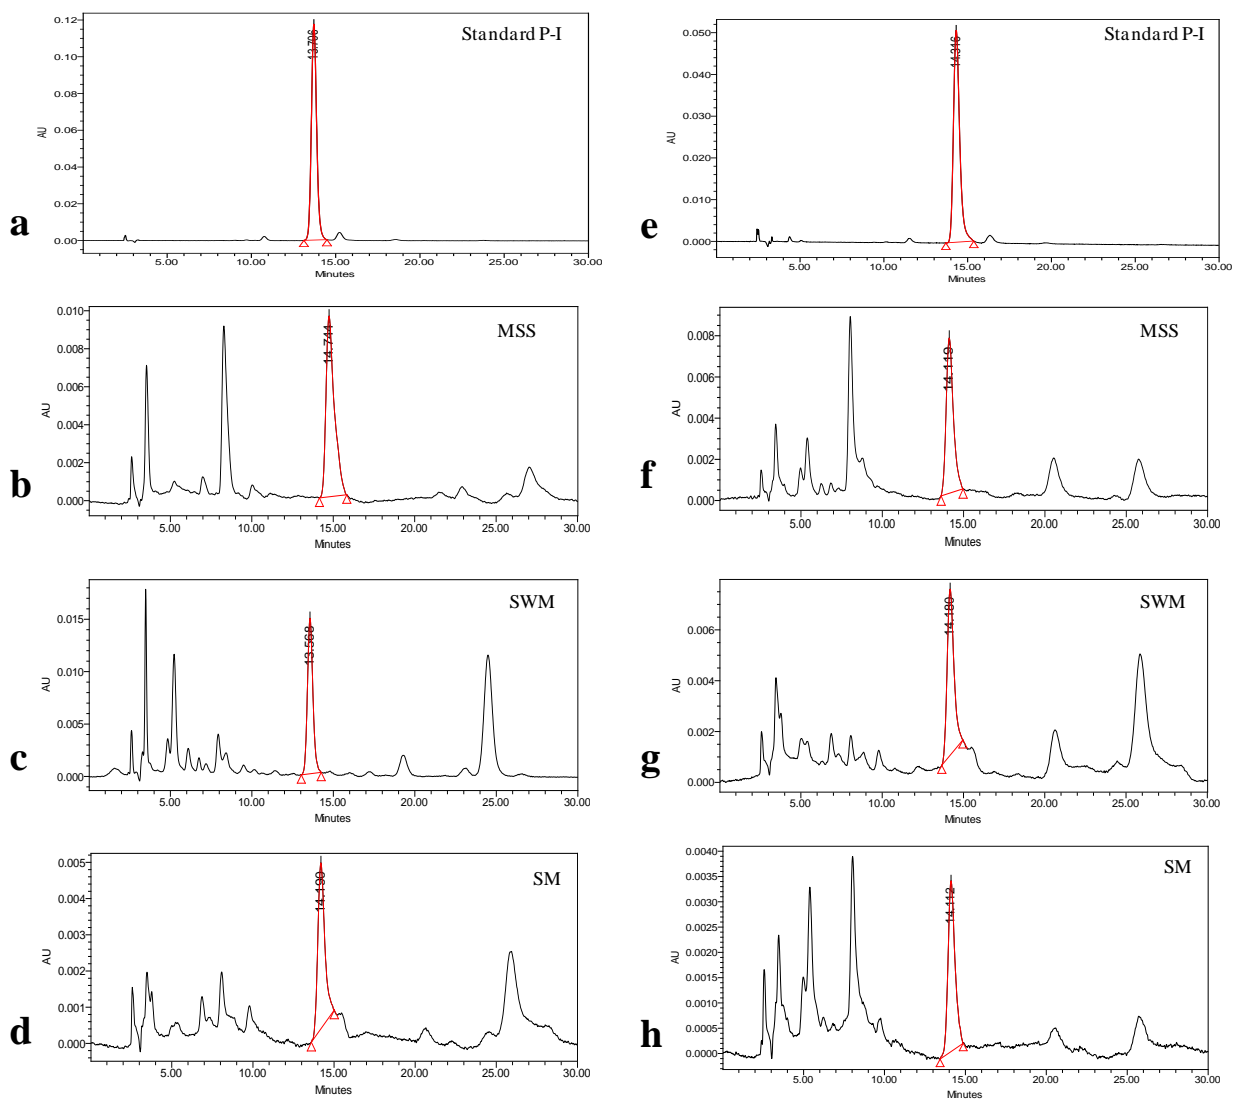 Standard P-I
13.706
0.12
0.10
0.08
0.06
0.04
0.02
0.00
AU
5.00 10.00 15.00 20.00 25.00 30.00
Minutes
a
Standard P-I
14.316
0.050
0.040
0.030
0.020
0.010
0.000
AU
5.00 10.00 15.00 20.00 25.00 30.00
Minutes
e
MSS
14.744
0.010
0.008
0.006
0.004
0.002
0.000
AU
5.00 10.00 15.00 20.00 25.00 30.00
Minutes
b
MSS
14.119
0.008
0.006
0.004
0.002
0.000
AU
5.00 10.00 15.00 20.00 25.00 30.00
Minutes
f
SWM
13.568
0.015
0.010
0.005
0.000
AU
5.00 10.00 15.00 20.00 25.00 30.00
Minutes
c
SWM
14.180
0.006
0.004
0.002
0.000
AU
5.00 10.00 15.00 20.00 25.00 30.00
Minutes
g
SM
14.190
0.005
0.004
0.003
0.002
0.001
0.000
AU
5.00 10.00 15.00 20.00 25.00 30.00
Minutes
d
SM
14.112
0.0040
0.0035
0.0030
0.0025
0.0020
0.0015
0.0010
0.0005
0.0000
AU
5.00 10.00 15.00 20.00 25.00 30.00
Minutes
h